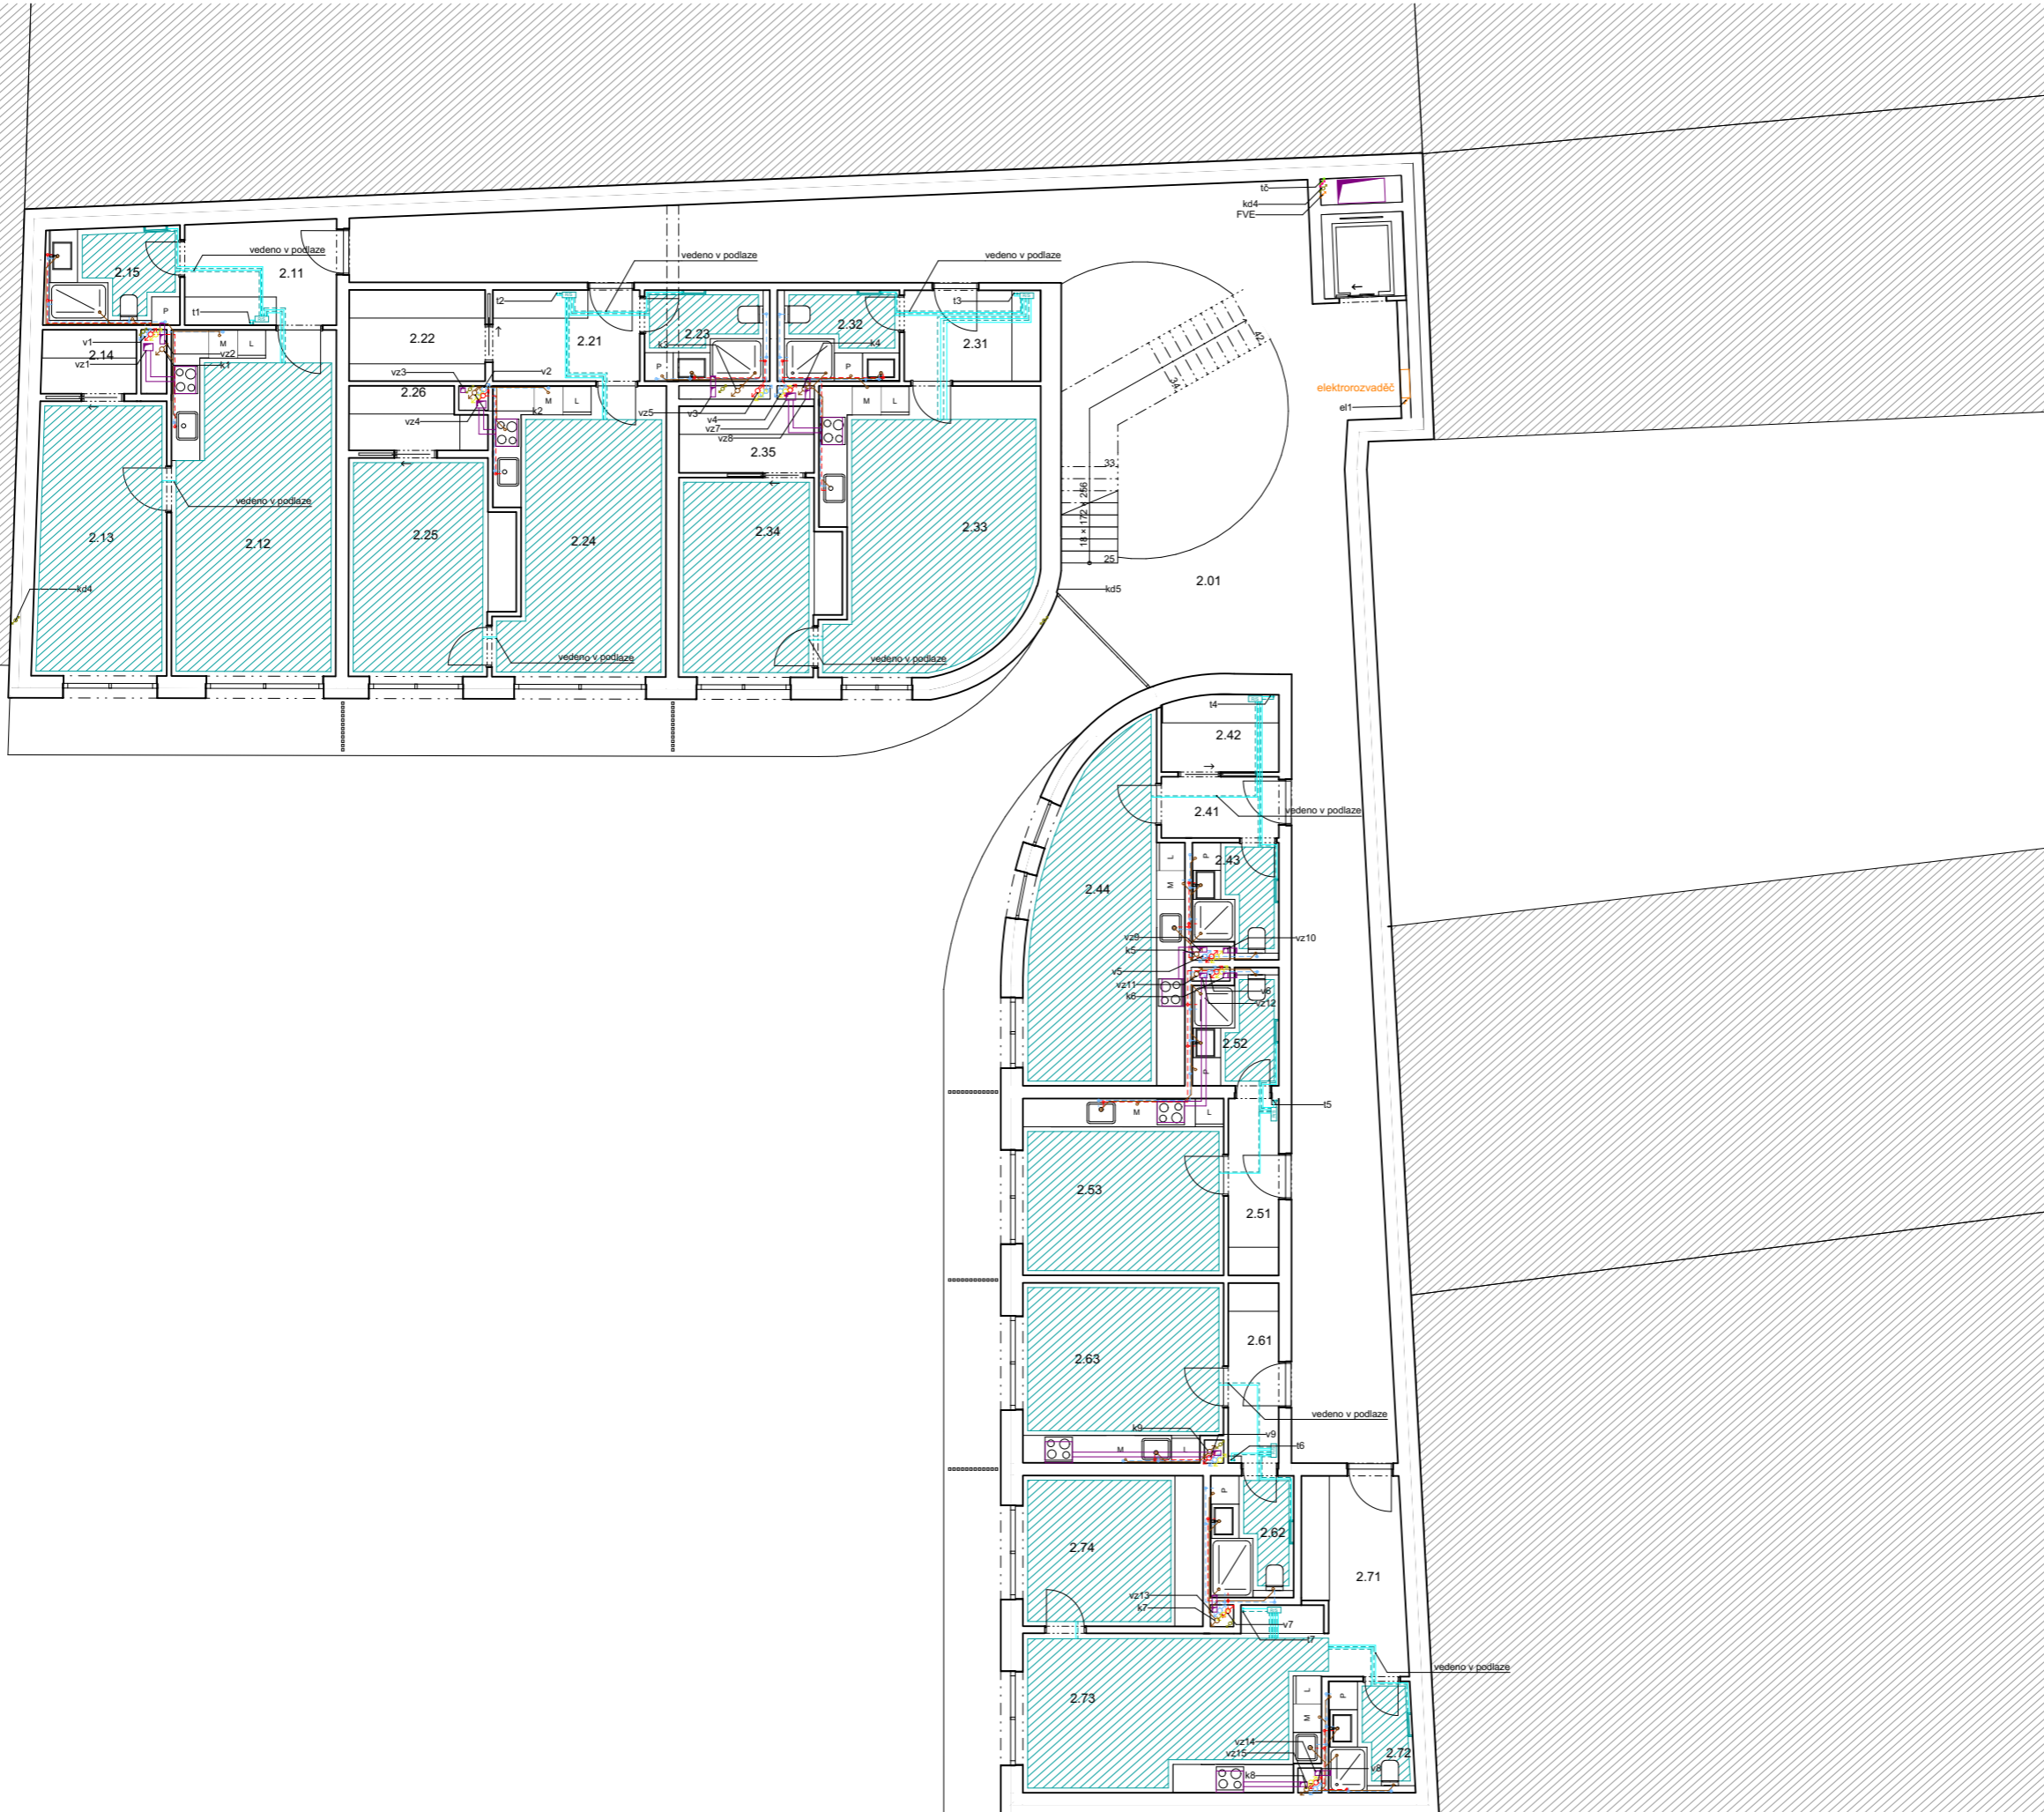 tč
kd4
FVE
vedeno v podlaze
2.15
2.11
vedeno v podlaze
vedeno v podlaze
P
t1
t2
t3
2.22
2.21
2.23
2.32
2.31
k3
k4
v1
2.14
vz1
M
L
vz2
k1
P
P
vz3
v2
2.26
M
L
vz4
k2
vz5
v3
v4
vz7
vz8
M
L
2.35
42
34
elektrorozvaděč
el1
33
18 × 172 × 256
25
vedeno v podlaze
2.13
2.12
2.25
2.24
2.34
2.33
kd4
kd5
2.01
vedeno v podlaze
vedeno v podlaze
t4
2.42
2.41
vedeno v podlaze
2.43
L
P
M
2.44
vz9
vz10
k5
v5
vz11
v6
k6
vz12
2.52
P
M
L
t5
2.53
2.51
2.61
2.63
vedeno v podlaze
k9
v9
M
L
t6
P
2.62
2.74
2.71
vz13
k7
v7
t7
vedeno v podlaze
2.73
L
P
M
vz14
vz15
2.72
v8
k8